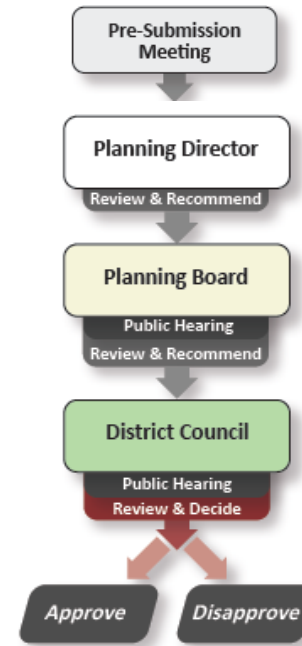 Pre-Submission
Meeting
Planning Director
Review & Recommend
Planning Board
Public Hearing
Review & Recommend
District Council
Public Hearing
Review & Decide
Approve
Disapprove